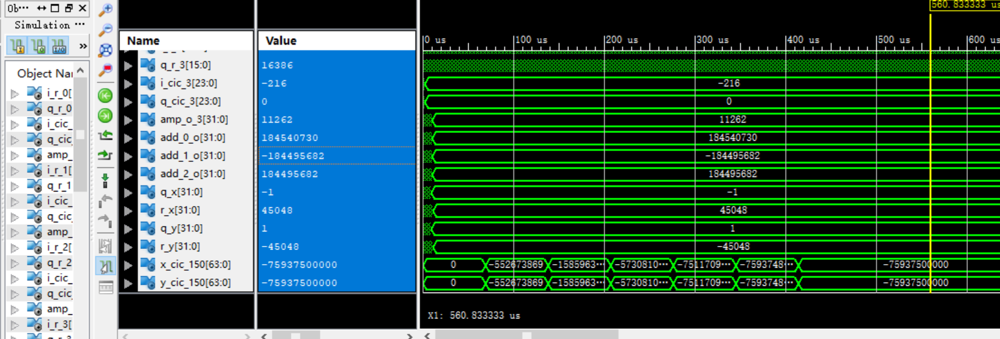 Ob···
560.833333 us
Simulation ···
Name
Value
0 us
100 us
200 us
300 us
400 us
500 us
600 us
Object Na
q_r_3[15:0]
16386
i_r_0[
i_cic_3[23:0]
-216
-216
q_r_0
q_cic_3[23:0]
0
0
i_cic_
amp_o_3[31:0]
11262
11262
q_cic_
add_0_o[31:0]
184540730
184540730
amp_
add_1_o[31:0]
-184495682
-184495682
i_r_1[
add_2_o[31:0]
184495682
184495682
q_r_1
q_x[31:0]
-1
-1
i_cic_
r_x[31:0]
45048
45048
q_cic
q_y[31:0]
1
1
amp_
r_y[31:0]
-45048
-45048
i_r_2[
x_cic_150[63:0]
-75937500000
0
-552673869
-1585963···
-5730810···
-7511709···
-7593748···
-75937500000
q_r_2
y_cic_150[63:0]
-75937500000
0
-552673869
-1585963···
-5730810···
-7511709···
-7593748···
-75937500000
i_cic_
q_cic
amp_
X1: 560.833333 us
i_r_3[